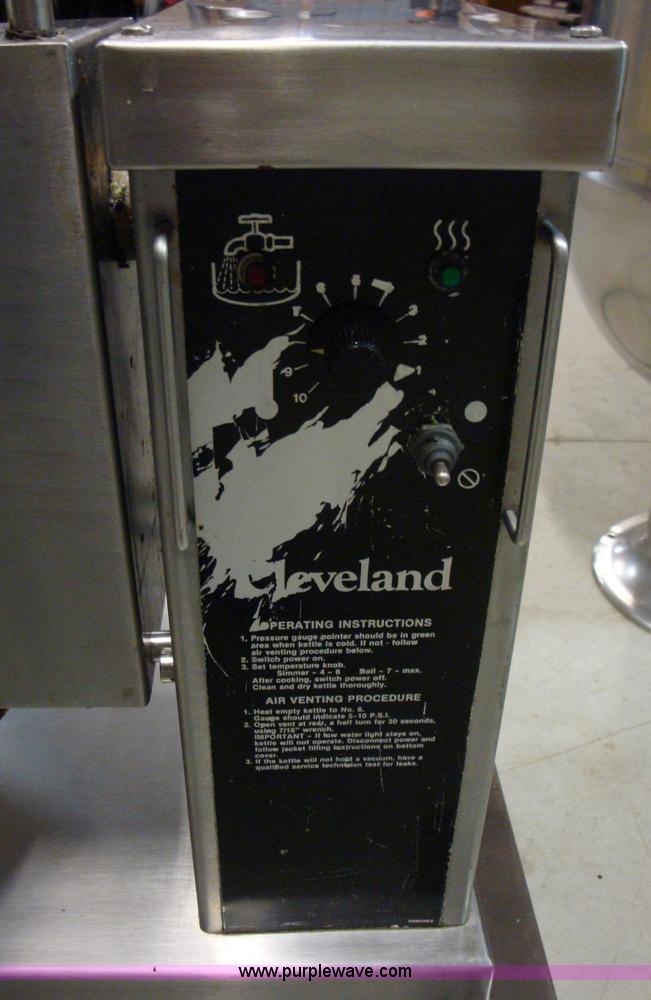 3
2
1
9
10
Cleveland
OPERATING INSTRUCTIONS
1. Pressure gauge pointer should be in green
area when kettle is cold. If not - follow
air venting procedure below.
2. Switch power on.
3. Set temperature knob.
Simmer - 4 - 6 Boil - 7 - max.
After cooking, switch power off.
Clean and dry kettle thoroughly.
AIR VENTING PROCEDURE
1. Heat empty kettle to No. 6.
Gauge should indicate 5-10 P.S.I.
2. Open vent at rear, a half turn for 30 seconds,
using 7/16" wrench.
IMPORTANT - If low water light stays on,
kettle will not operate. Disconnect power and
follow jacket filling instructions on bottom
cover.
3. If the kettle will not hold a vacuum, have a
qualified service technician test for leaks.
www.purplewave.com